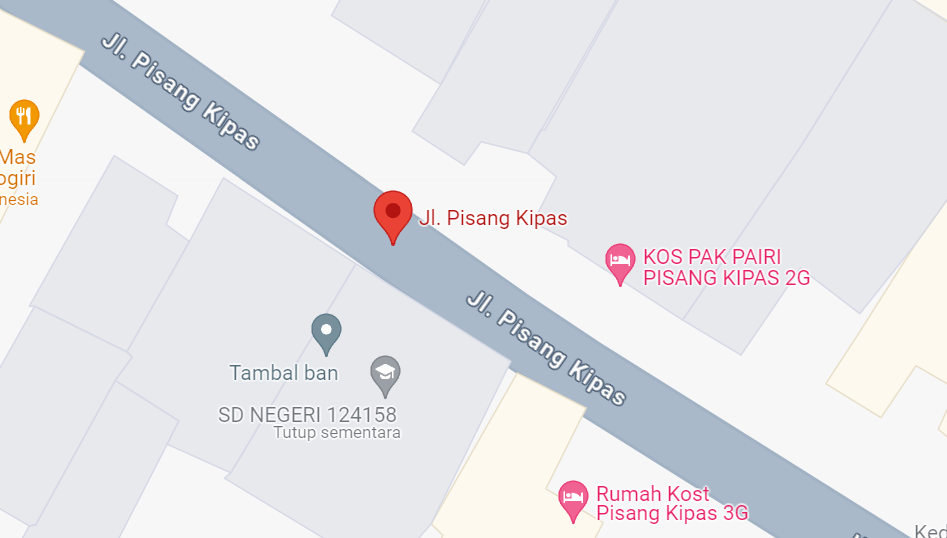 Jl. Pisang Kipas
Mas
ogiri
nesia
Jl. Pisang Kipas
KOS PAK PAIRI
PISANG KIPAS 2G
Jl. Pisang Kipas
Tambal ban
SD NEGERI 124158
Tutup sementara
Rumah Kost
Pisang Kipas 3G
Ked